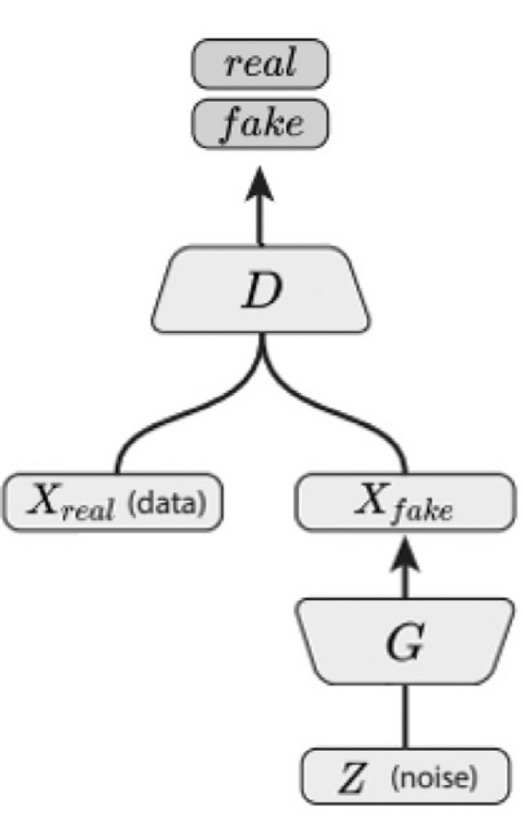 real
fake
D
X_real (data)
X_fake
G
Z (noise)